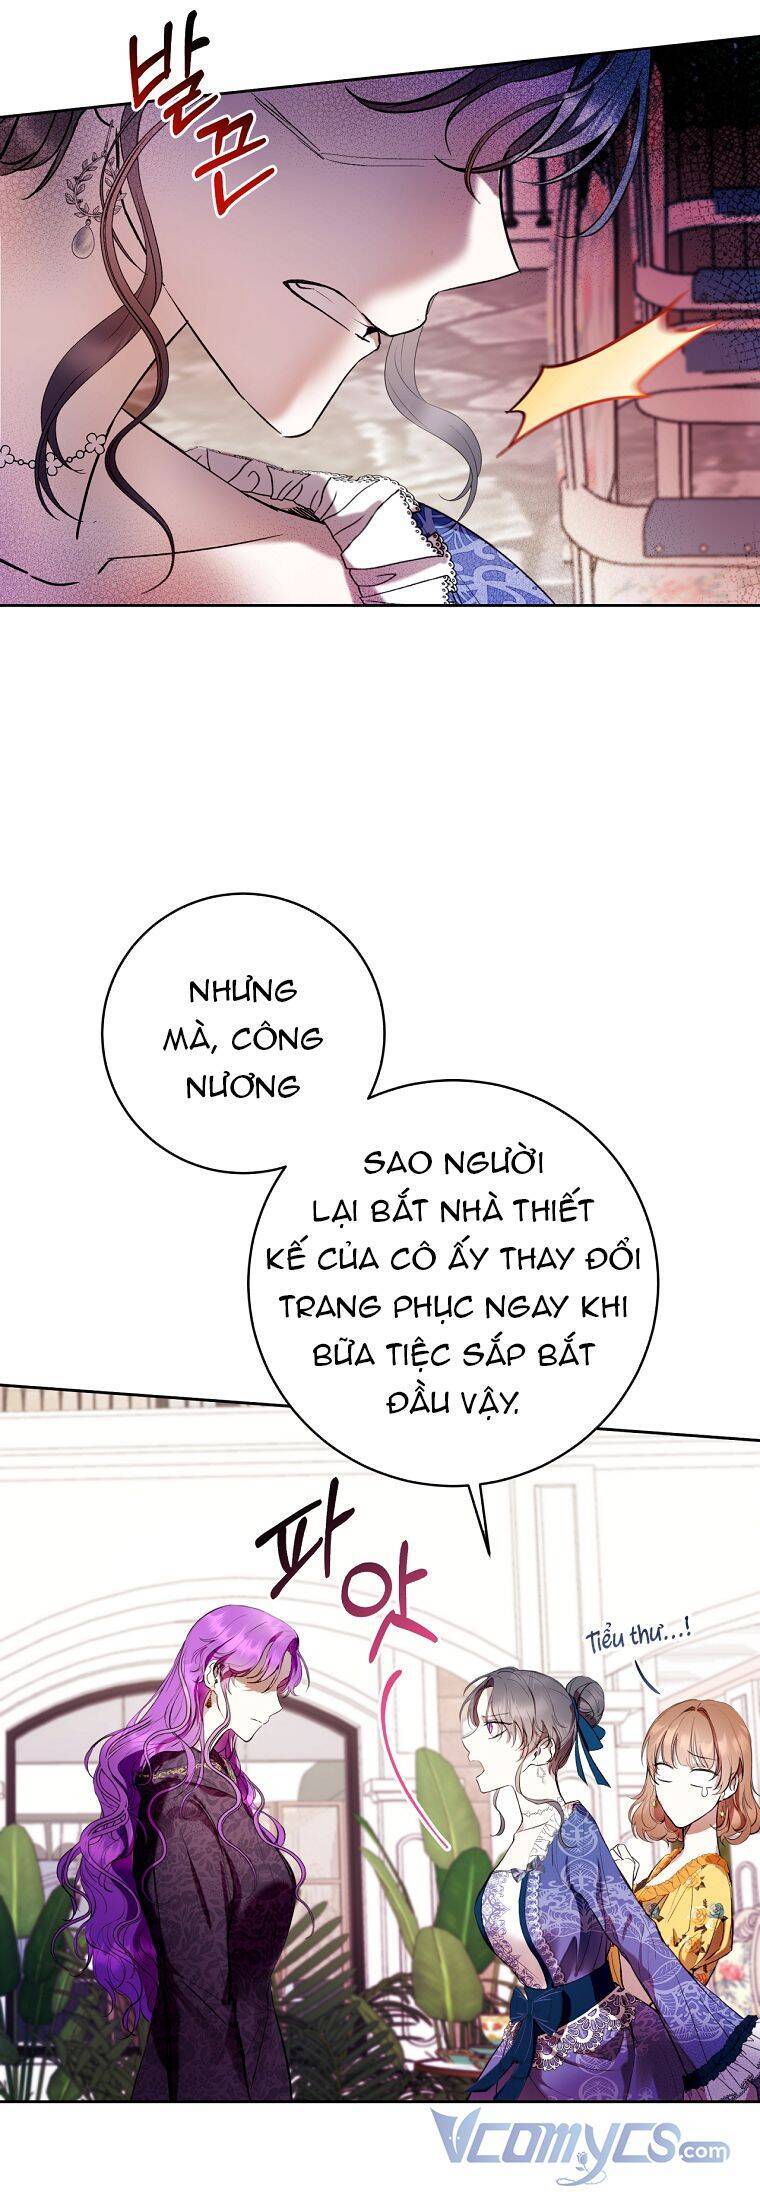 발끈
NHƯNG
MÀ, CÔNG
NƯƠNG
SAO NGƯỜI
LẠI BẮT NHÀ THIẾT
KẾ CỦA CÔ ẤY THAY ĐỔI
TRANG PHỤC NGAY KHI
BỮA TIỆC SẮP BẮT
ĐẦU VẬY.
파앗
Tiểu thư...!
VCOMYCS.com